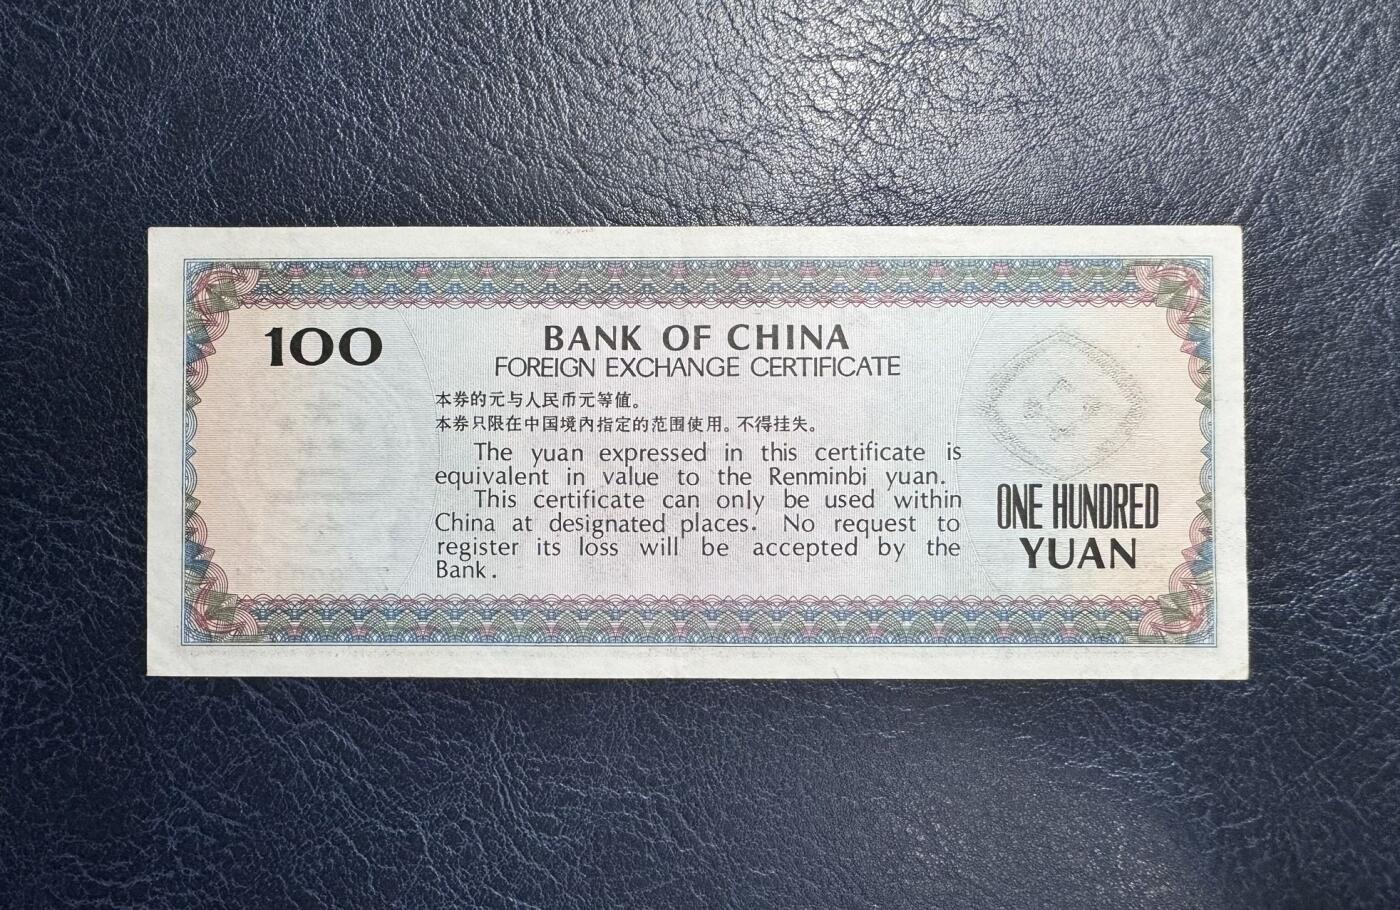 100
BANK OF CHINA
FOREIGN EXCHANGE CERTIFICATE
本券的元与人民币元等值。
本券只限在中国境内指定的范围使用。不得挂失。
The yuan expressed in this certificate is
equivalent in value to the Renminbi yuan.
This certificate can only be used within
China at designated places. No request to
register its loss will be accepted by the
Bank.
ONE HUNDRED
YUAN